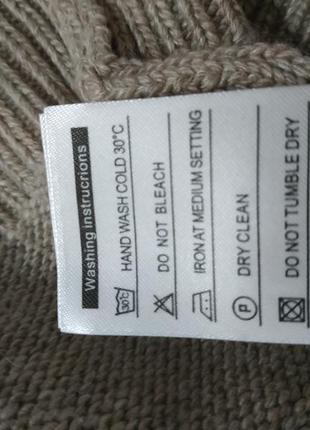 Washing instrucrions
30℃ HAND WASH COLD 30°C
DO NOT BLEACH
IRON AT MEDIUM SETTING
P DRY CLEAN
DO NOT TUMBLE DRY